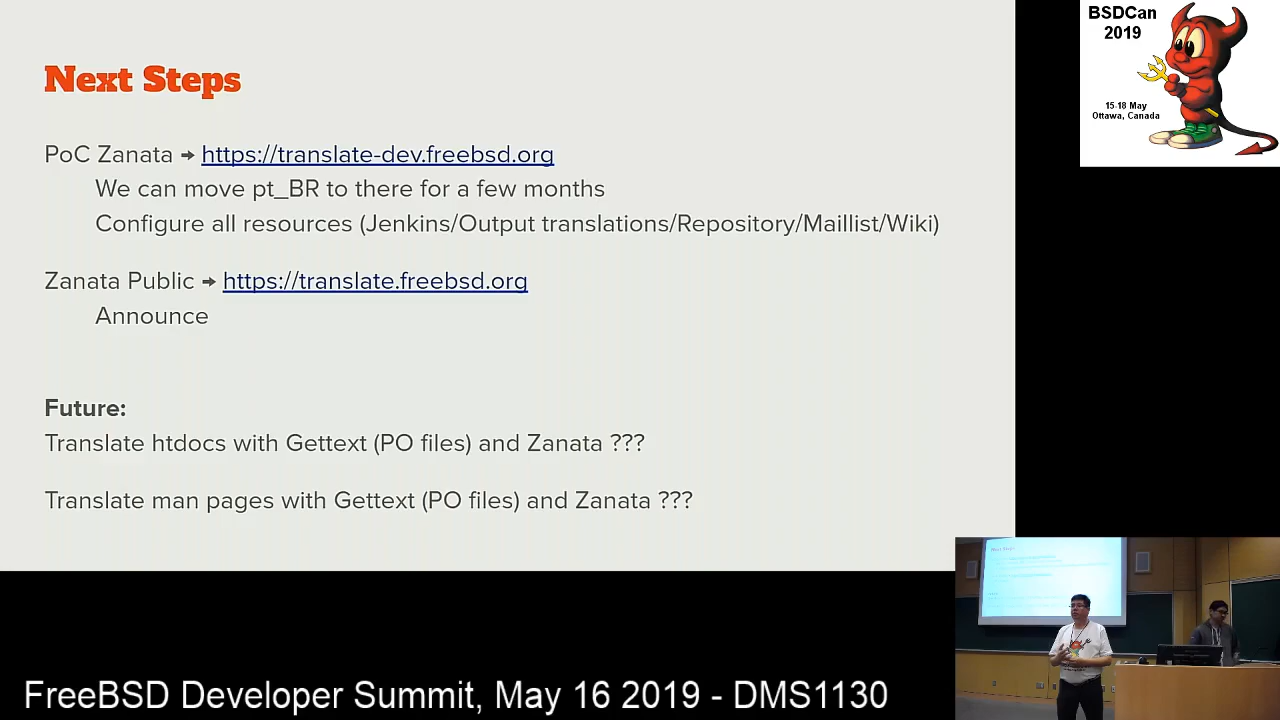 Next Steps
PoC Zanata → https://translate-dev.freebsd.org
We can move pt_BR to there for a few months
Configure all resources (Jenkins/Output translations/Repository/Maillist/Wiki)
Zanata Public → https://translate.freebsd.org
Announce
Future:
Translate htdocs with Gettext (PO files) and Zanata ???
Translate man pages with Gettext (PO files) and Zanata ???
BSDCan
2019
15-18 May
Ottawa, Canada
FreeBSD Developer Summit, May 16 2019 - DMS1130